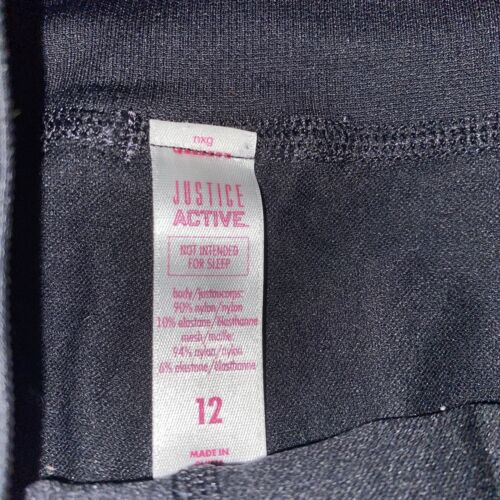 nxg
JUSTICE
ACTIVE
NOT INTENDED
FOR SLEEP
body/justaucorps:
90% nylon/nylon
10% elastane/élasthanne
mesh/maille:
94% nylon/nylon
6% elastane/élasthanne
12
MADE IN